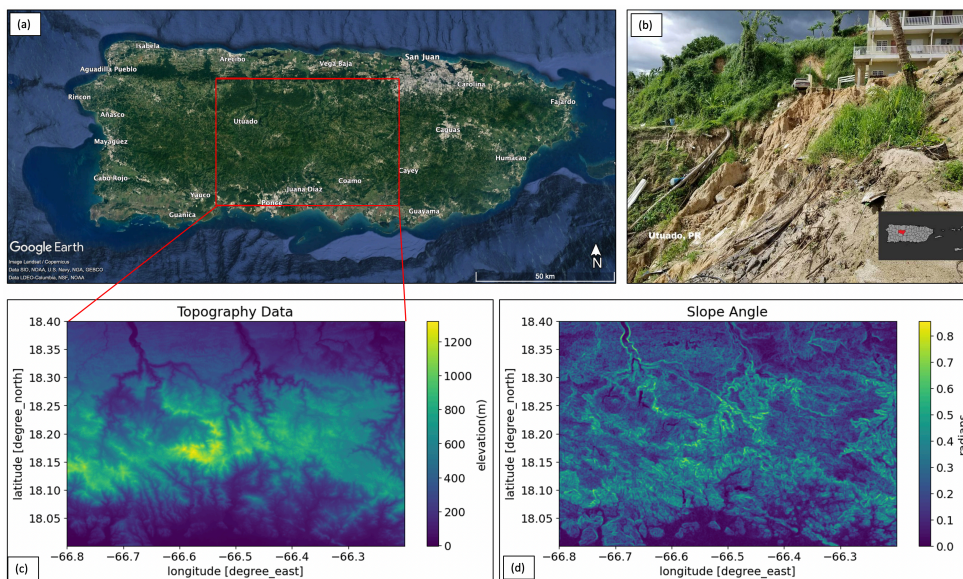 (a)
Isabela
Arecibo
San Juan
Vega Baja
Aguadilla Pueblo
Carolina
Rincon
Fajardo
Añasco
Utuado
Caguas
Mayagüez
Humacao
Cabo Rojo
Cayey
Coamo
Juana Diaz
Yauco
Ponce
Guanica
Guayama
Google Earth
Image Landsat / Copernicus
Data SIO, NOAA, U.S. Navy, NGA, GEBCO
Data LDEO-Columbia, NSF, NOAA
N
50 km
(b)
Utuado, PR
Topography Data
18.40
18.35
18.30
18.25
18.20
18.15
18.10
18.05
latitude [degree_north]
−66.8 −66.7 −66.6 −66.5 −66.4 −66.3
longitude [degree_east]
1200
1000
800
600
400
200
0
elevation(m)
(c)
Slope Angle
18.40
18.35
18.30
18.25
18.20
18.15
18.10
18.05
latitude [degree_north]
−66.8 −66.7 −66.6 −66.5 −66.4 −66.3
longitude [degree_east]
0.8
0.7
0.6
0.5
0.4
0.3
0.2
0.1
0.0
radians
(d)